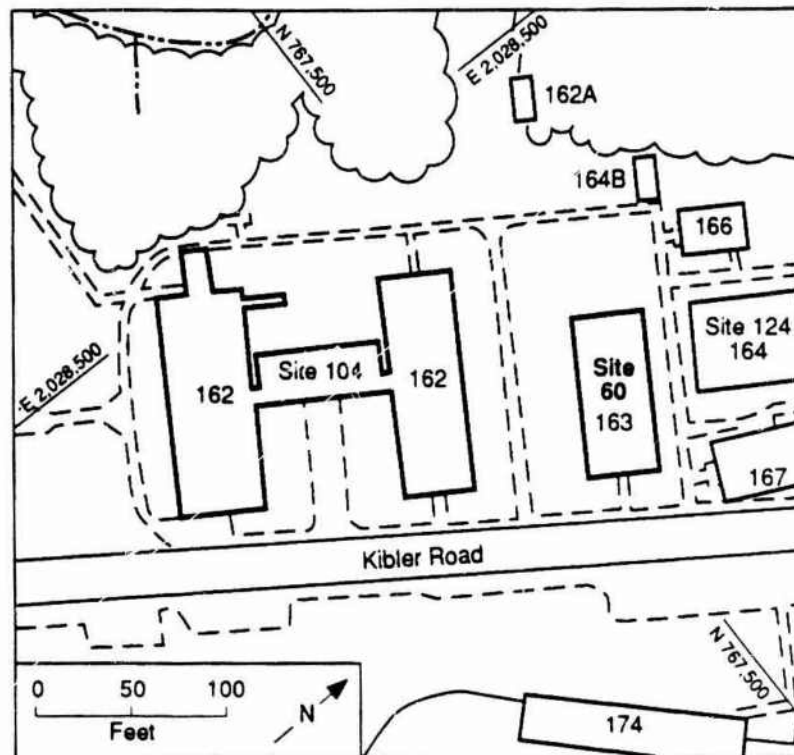 N 767,500
E 2,028,500
162A
164B
166
Site 124
164
Site 104
162
162
Site
60
163
E 2,028,500
167
Kibler Road
N 767,500
0 50 100
Feet
N
174